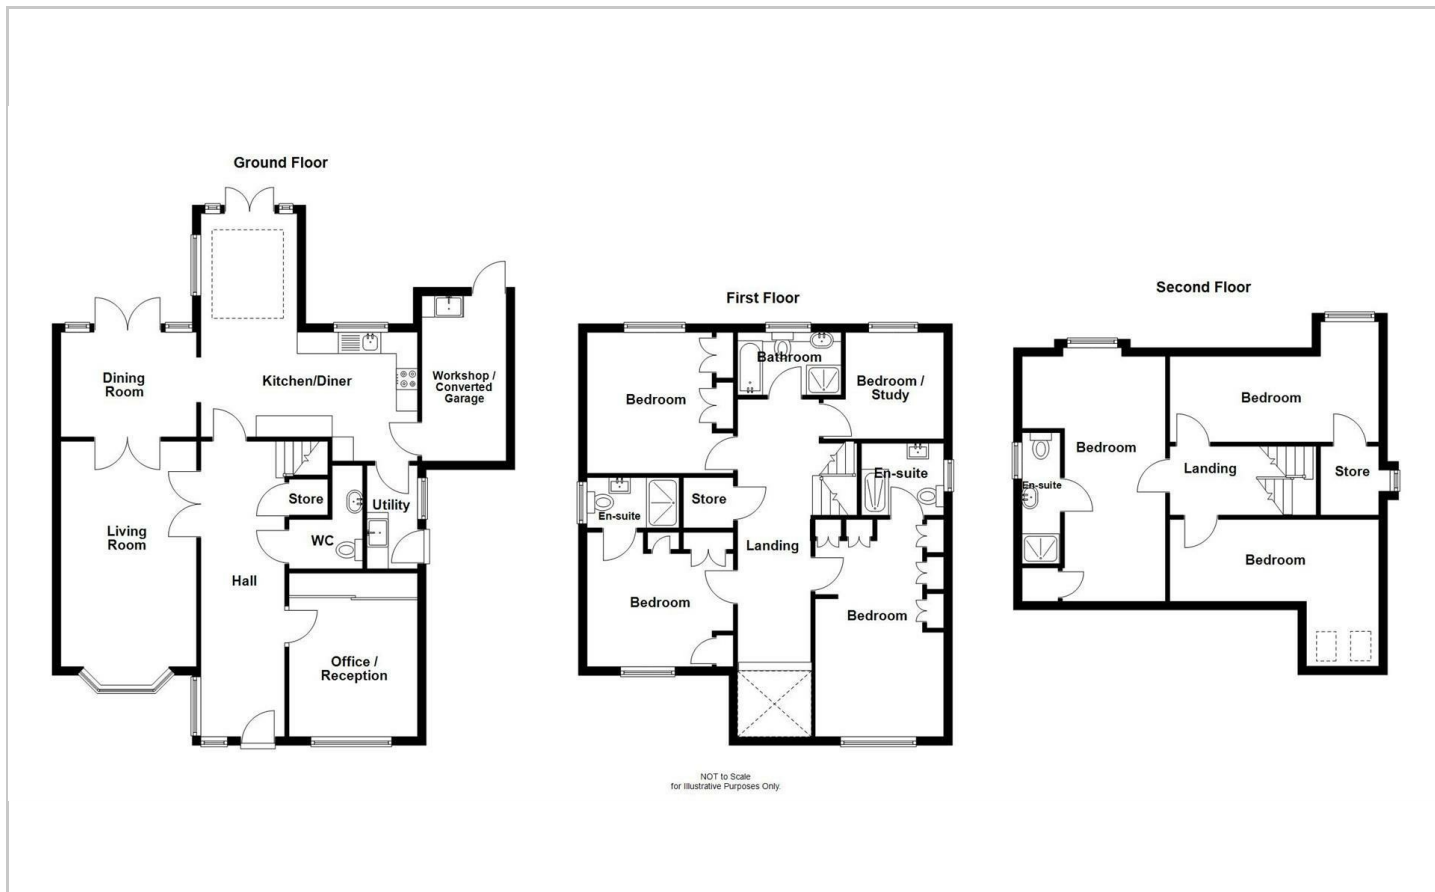 Ground Floor
Dining
Room
Kitchen/Diner
Workshop /
Converted
Garage
Living
Room
Store
WC
Utility
Hall
Office /
Reception
First Floor
Bedroom
Bathroom
Bedroom /
Study
En-suite
Store
En-suite
Landing
Bedroom
Bedroom
Second Floor
Bedroom
Bedroom
Landing
Store
En-suite
Bedroom
NOT to Scale
for Illustrative Purposes Only.